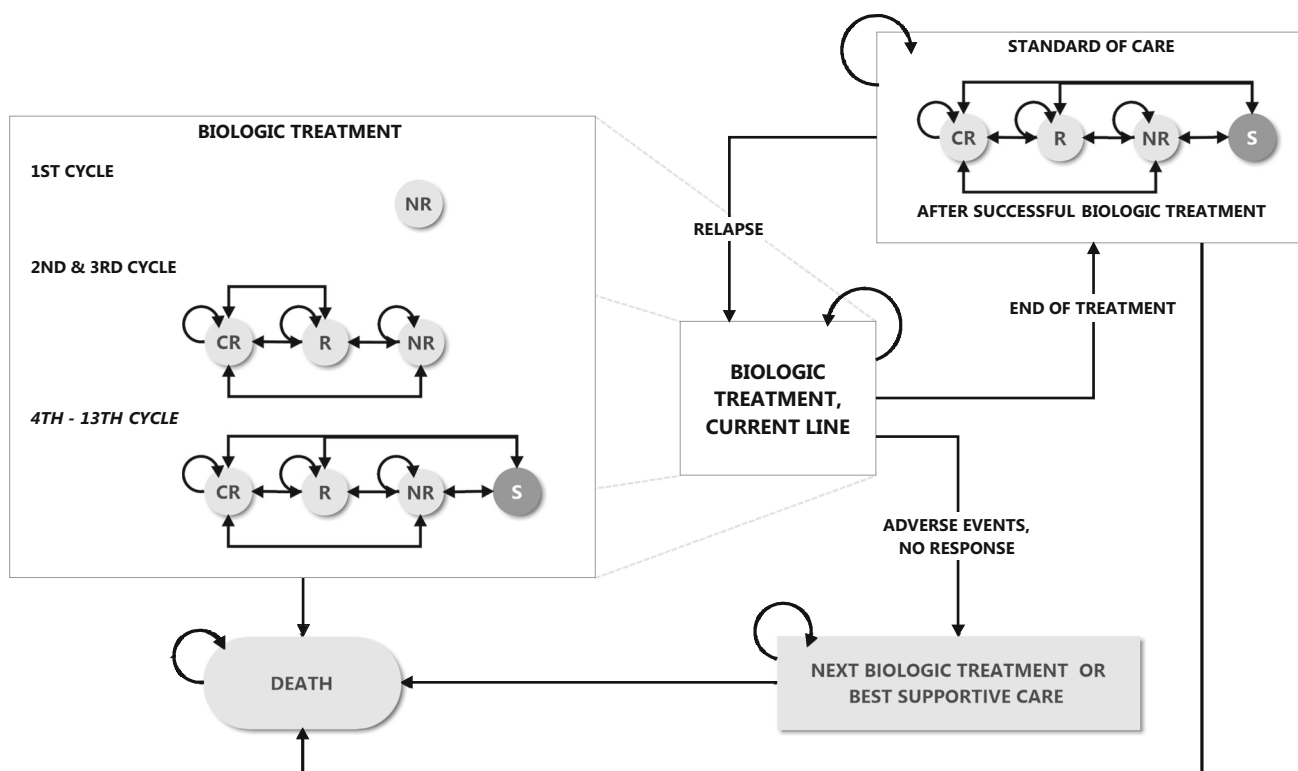 STANDARD OF CARE
CR R NR S
AFTER SUCCESSFUL BIOLOGIC TREATMENT
BIOLOGIC TREATMENT
1ST CYCLE
NR
2ND & 3RD CYCLE
CR R NR
4TH - 13TH CYCLE
CR R NR S
RELAPSE
END OF TREATMENT
BIOLOGIC
TREATMENT,
CURRENT LINE
ADVERSE EVENTS,
NO RESPONSE
DEATH
NEXT BIOLOGIC TREATMENT OR
BEST SUPPORTIVE CARE